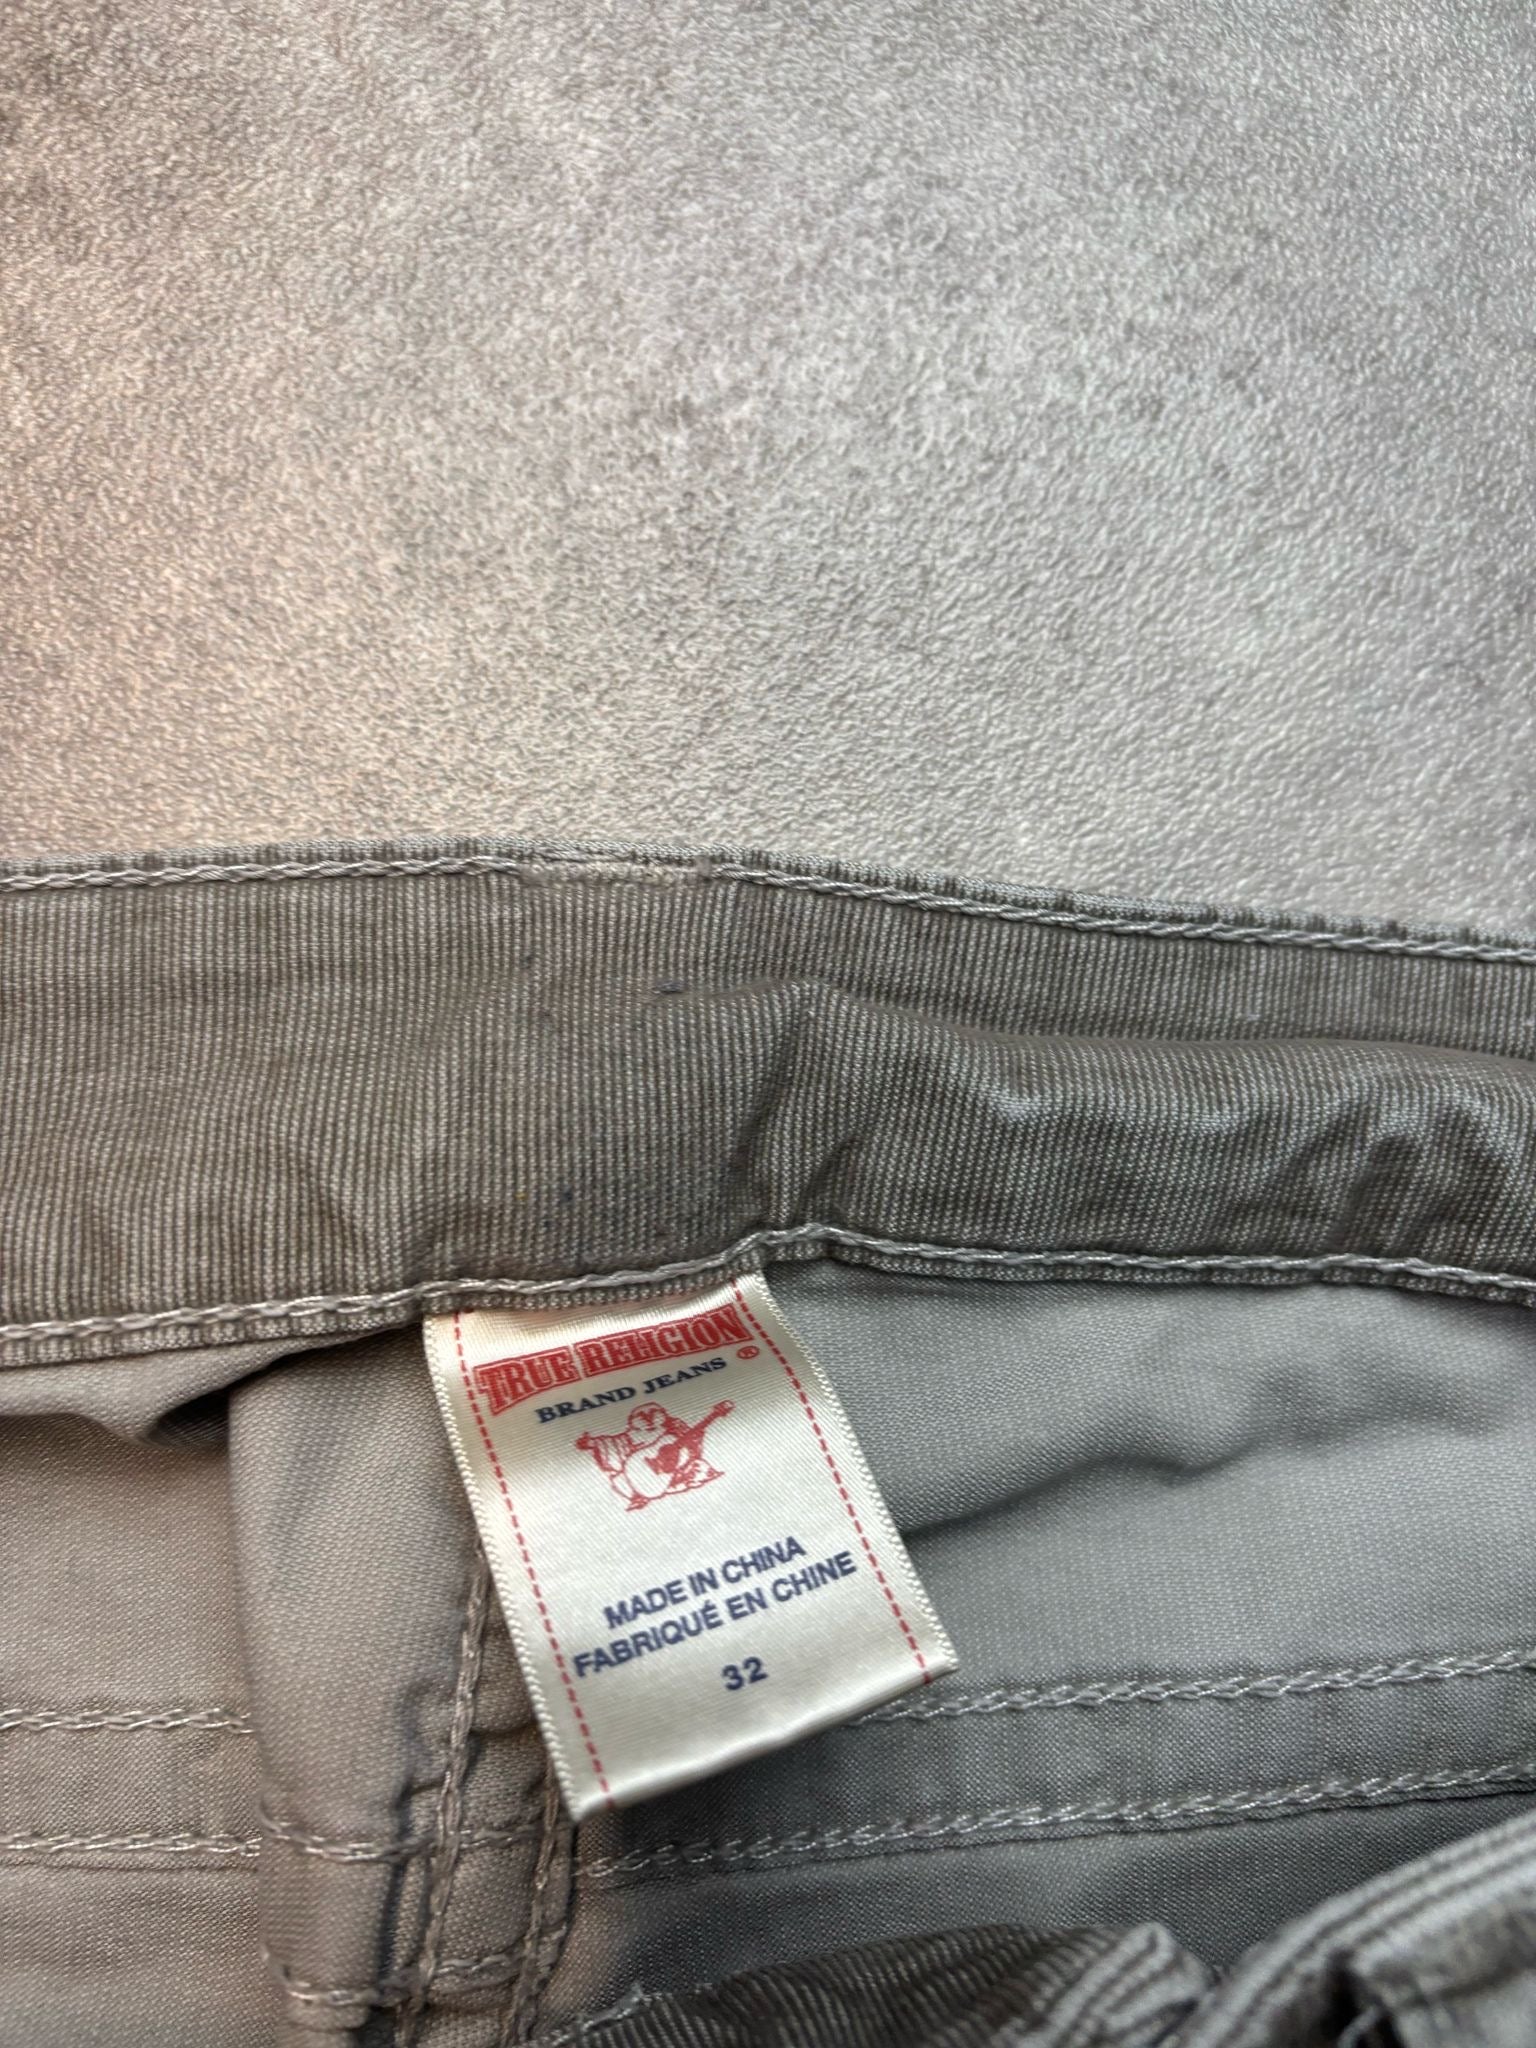 TRUE RELIGION
BRAND JEANS ®
MADE IN CHINA
FABRIQUÉ EN CHINE
32